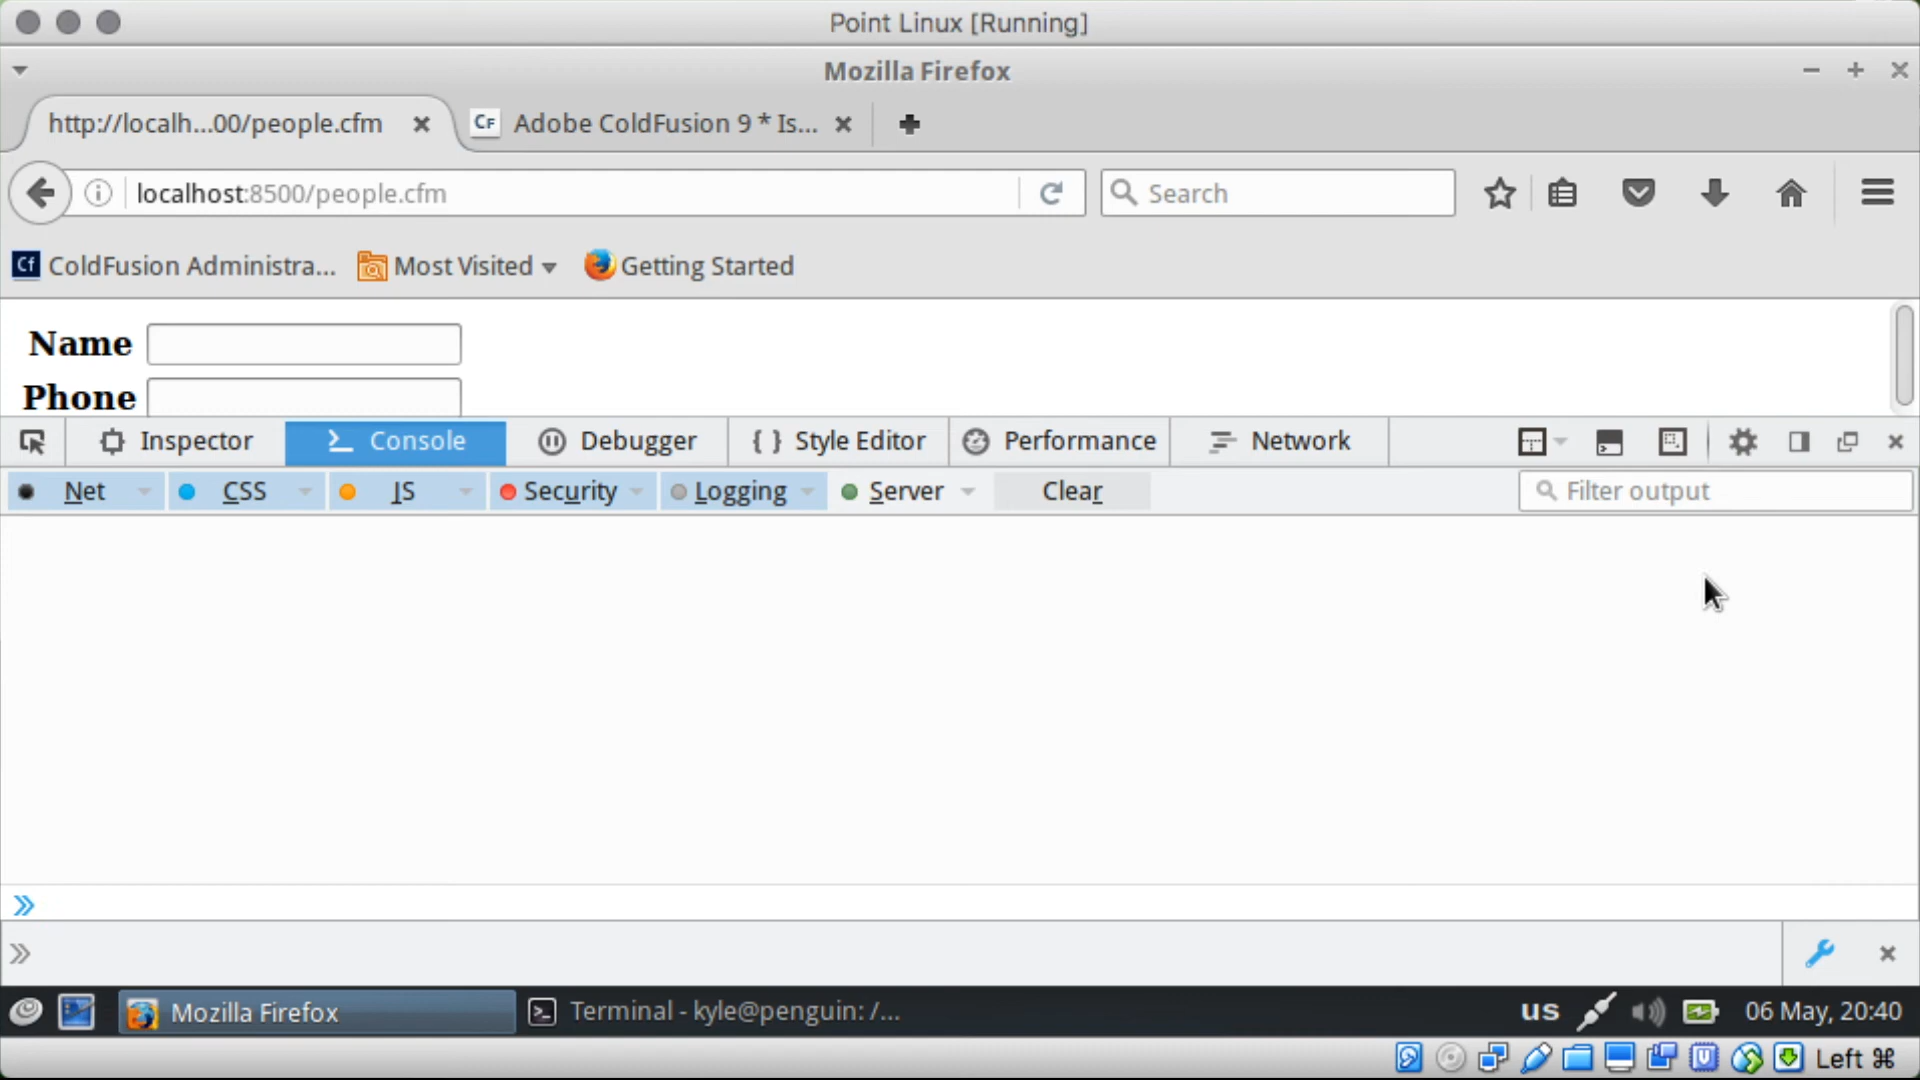 Point Linux [Running]
Mozilla Firefox
http://localh...00/people.cfm
CF Adobe ColdFusion 9 * Is...
localhost:8500/people.cfm
Search
Cf ColdFusion Administra...
Most Visited
Getting Started
Name
Phone
Inspector
Console
Debugger
{ } Style Editor
Performance
Network
Net
CSS
JS
Security
Logging
Server
Clear
Filter output
»
»
Mozilla Firefox
Terminal - kyle@penguin: /...
us
06 May, 20:40
Left ⌘